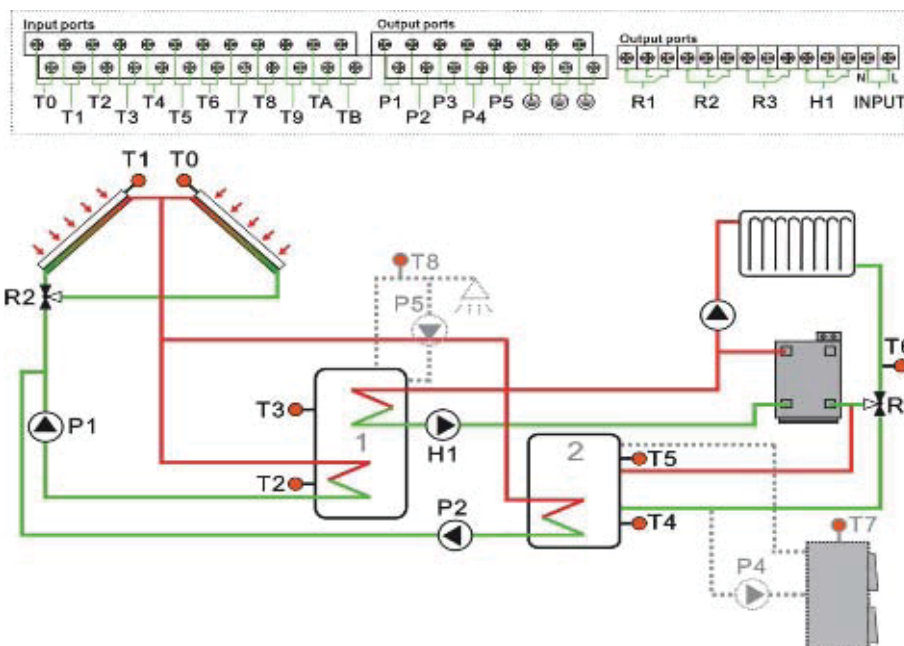 Input ports
Output ports
Output ports
T0 T2 T4 T6 T8 TA
T1 T3 T5 T7 T9 TB
P1 P3 P5
P2 P4
R1 R2 R3 H1 N L
INPUT
T1 T0
T8
R2
P5
T6
T3
P1
1
H1
R
2
T5
T2
P2
T4
T7
P4